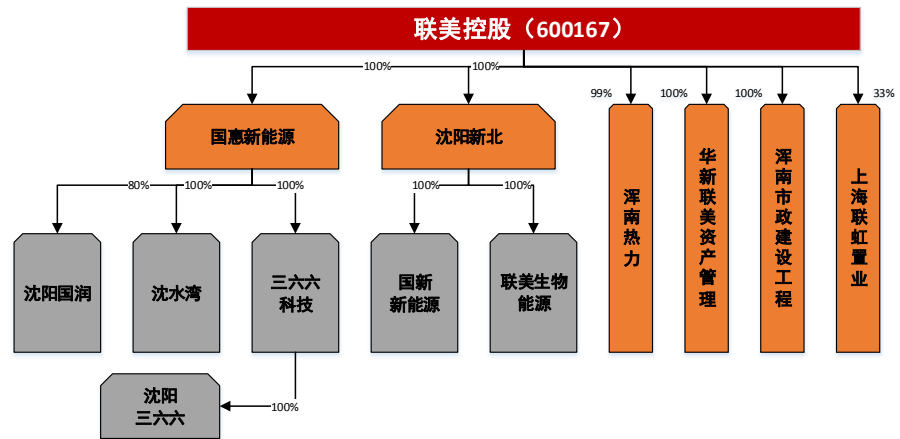 联美控股（600167）
100%
100%
99%
100%
100%
33%
国惠新能源
沈阳新北
浑南热力
华新联美资产管理
浑南市政建设工程
上海联虹置业
80%
100%
100%
100%
100%
沈阳国润
沈水湾
三六六
科技
国新
新能源
联美生物
能源
沈阳
三六六
100%